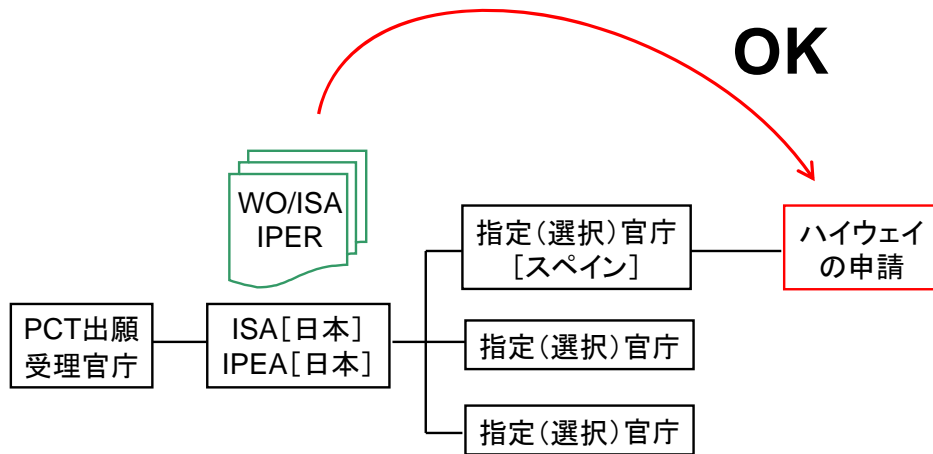 OK
WO/ISA
IPER
指定(選択)官庁
[スペイン]
ハイウェイ
の申請
PCT出願
受理官庁
ISA[日本]
IPEA[日本]
指定(選択)官庁
指定(選択)官庁